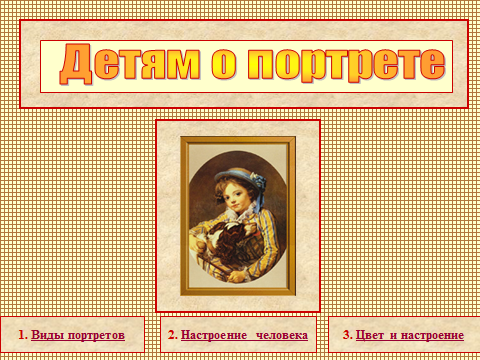 Детям о портрете
1. Виды портретов
2. Настроение человека
3. Цвет и настроение